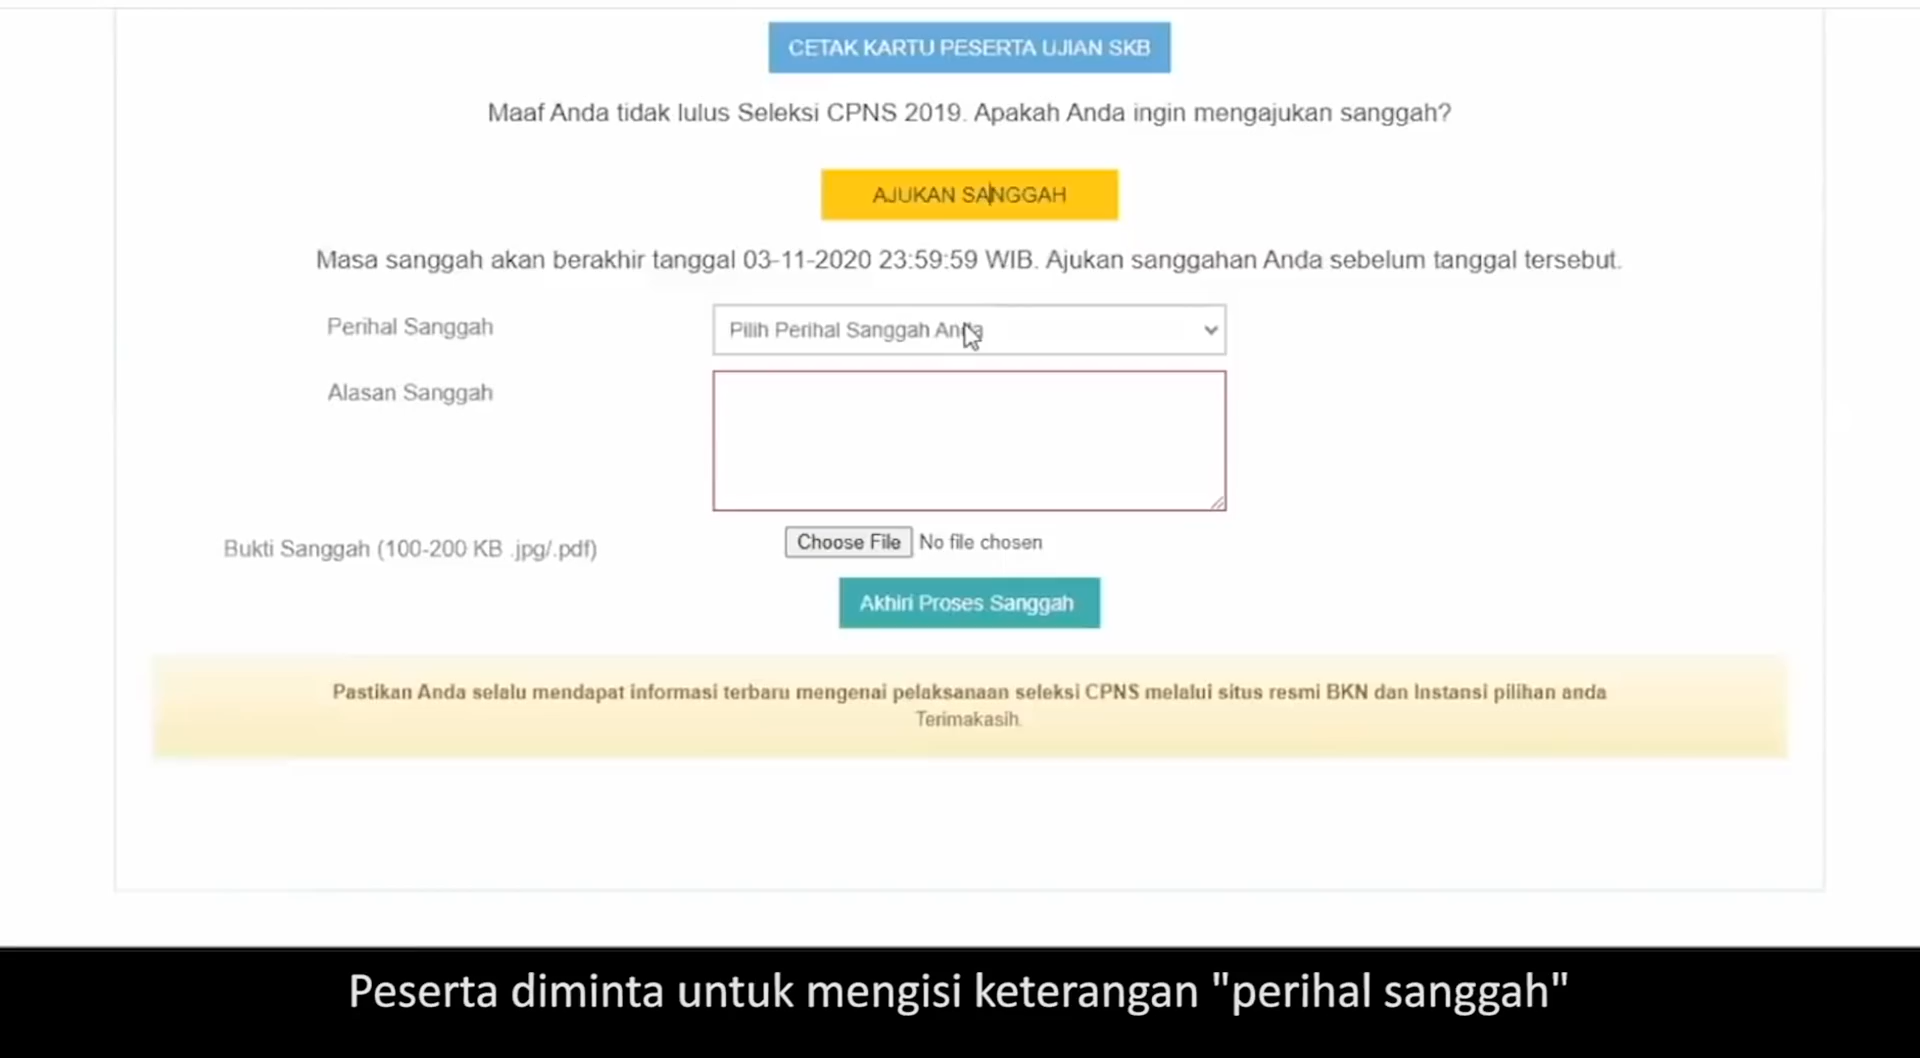 CETAK KARTU PESERTA UJIAN SKB
Maaf Anda tidak lulus Seleksi CPNS 2019. Apakah Anda ingin mengajukan sanggah?
AJUKAN SANGGAH
Masa sanggah akan berakhir tanggal 03-11-2020 23:59:59 WIB. Ajukan sanggahan Anda sebelum tanggal tersebut.
Perihal Sanggah
Pilih Perihal Sanggah Anda
Alasan Sanggah
Bukti Sanggah (100-200 KB .jpg/.pdf)
Choose File No file chosen
Akhiri Proses Sanggah
Pastikan Anda selalu mendapat informasi terbaru mengenai pelaksanaan seleksi CPNS melalui situs resmi BKN dan Instansi pilihan anda
Terimakasih.
Peserta diminta untuk mengisi keterangan "perihal sanggah"